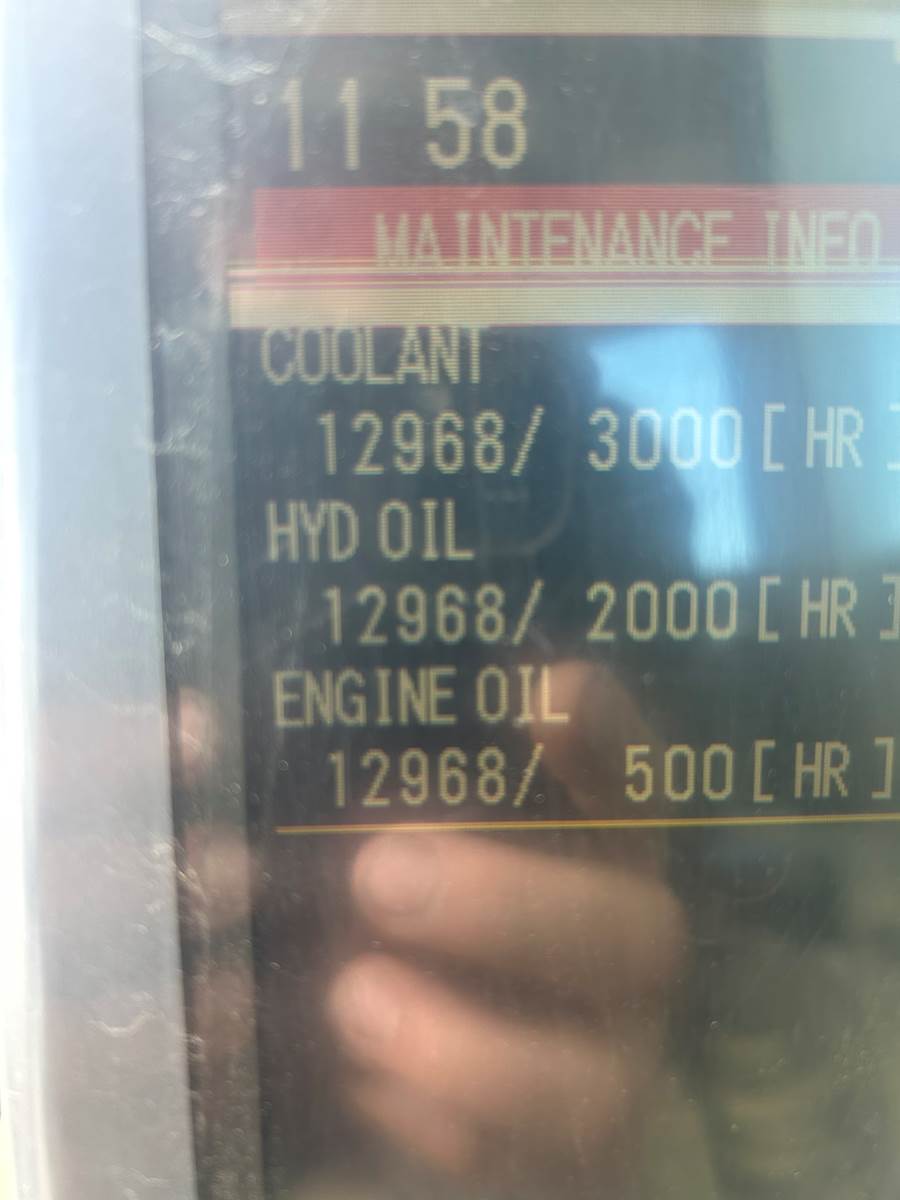 11 58
MAINTENANCE INFO
COOLANT
12968/ 3000[HR]
HYD OIL
12968/ 2000[HR]
ENGINE OIL
12968/ 500[HR]